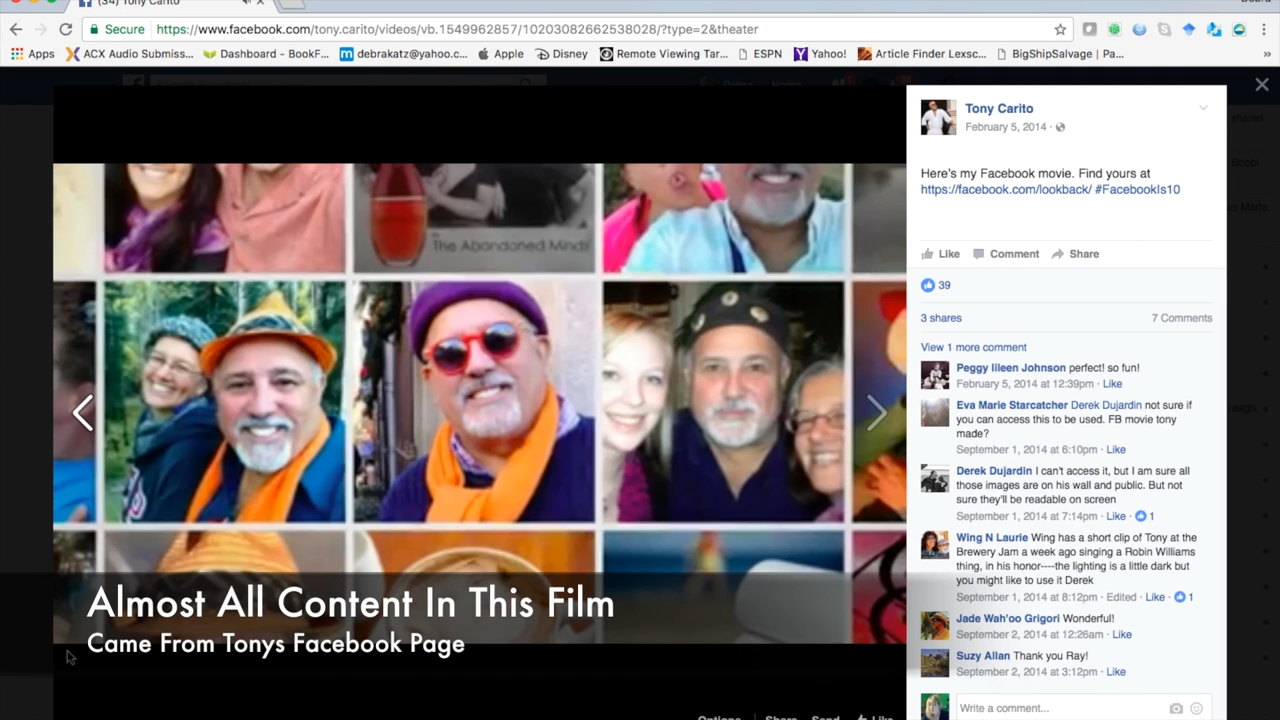 (34) Tony Carito
Debra
Secure
https://www.facebook.com/tony.carito/videos/vb.1549962857/10203082662538028/?type=2&theater
Apps
ACX Audio Submiss...
Dashboard - BookF...
debrakatz@yahoo.c...
Apple
Disney
Remote Viewing Tar...
ESPN
Yahoo!
Article Finder Lexsc...
BigShipSalvage | Pa...
»
The Abandoned Minds
Almost All Content In This Film
Came From Tonys Facebook Page
Options
Share
Send
Like
Tony Carito
February 5, 2014 ·
Here's my Facebook movie. Find yours at
https://facebook.com/lookback/ #FacebookIs10
Like
Comment
Share
39
3 shares
7 Comments
View 1 more comment
Peggy Iileen Johnson perfect! so fun!
February 5, 2014 at 12:39pm · Like
Eva Marie Starcatcher Derek Dujardin not sure if
you can access this to be used. FB movie tony
made?
September 1, 2014 at 6:10pm · Like
Derek Dujardin I can't access it, but I am sure all
those images are on his wall and public. But not
sure they'll be readable on screen
September 1, 2014 at 7:14pm · Like · 1
Wing N Laurie Wing has a short clip of Tony at the
Brewery Jam a week ago singing a Robin Williams
thing, in his honor----the lighting is a little dark but
you might like to use it Derek
September 1, 2014 at 8:12pm · Edited · Like · 1
Jade Wah'oo Grigori Wonderful!
September 2, 2014 at 12:26am · Like
Suzy Allan Thank you Ray!
September 2, 2014 at 3:12pm · Like
Write a comment...